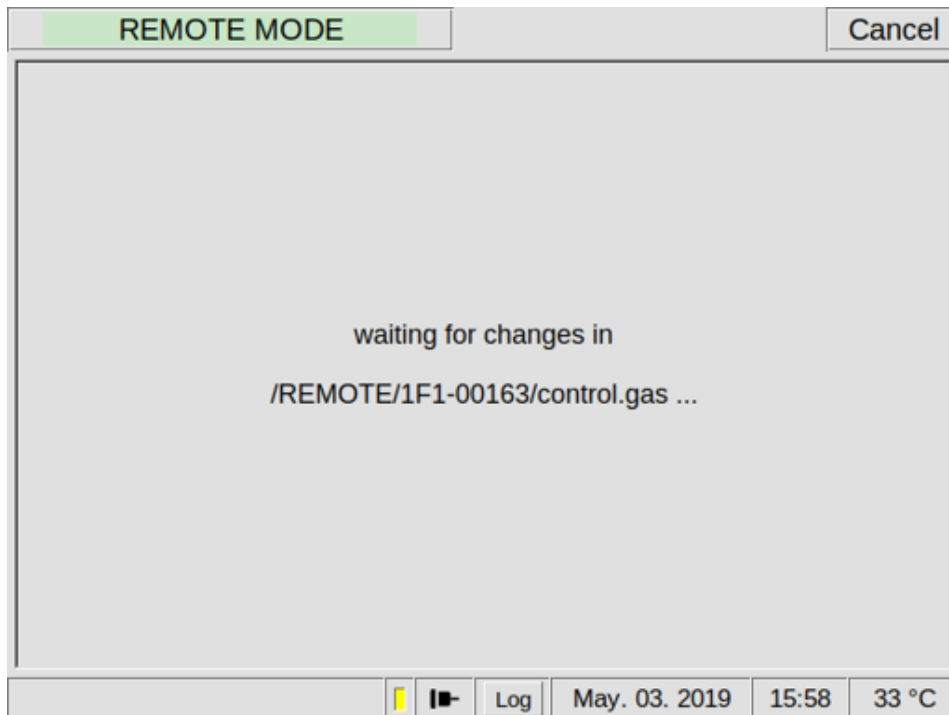 REMOTE MODE
Cancel
waiting for changes in
/REMOTE/1F1-00163/control.gas ...
Log
May. 03. 2019
15:58
33 °C